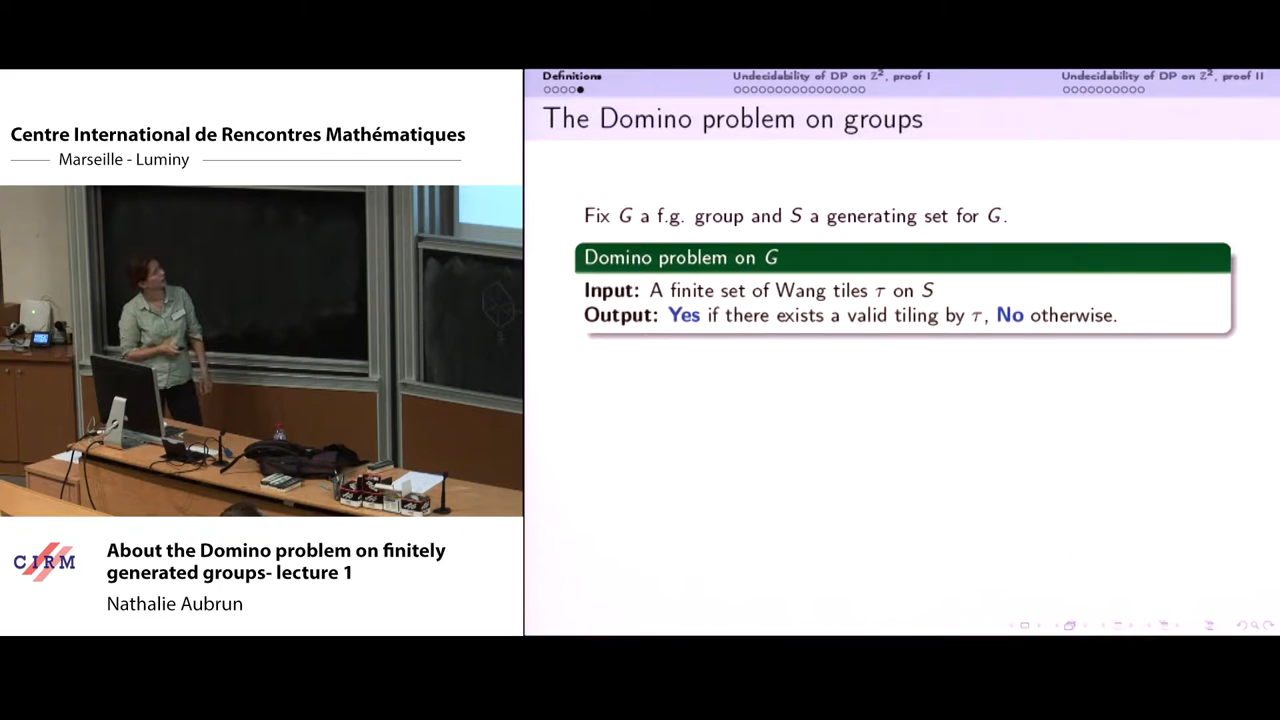 Centre International de Rencontres Mathématiques
Marseille - Luminy
CIRM
About the Domino problem on finitely
generated groups- lecture 1
Nathalie Aubrun
Definitions
Undecidability of DP on ℤ², proof I
Undecidability of DP on ℤ², proof II
The Domino problem on groups
Fix G a f.g. group and S a generating set for G.
Domino problem on G
Input: A finite set of Wang tiles τ on S
Output: Yes if there exists a valid tiling by τ, No otherwise.